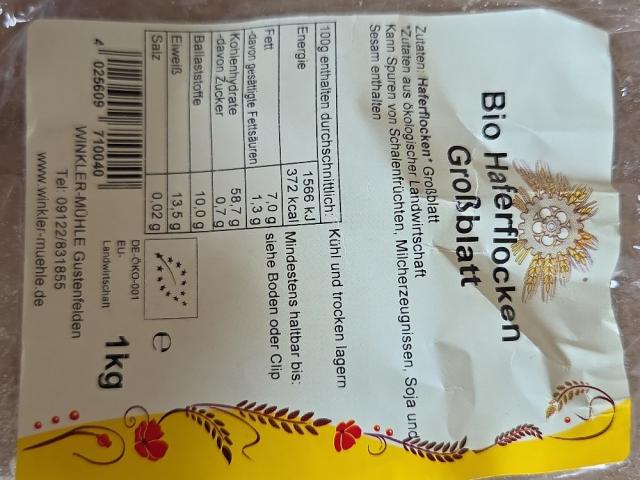 Bio Haferflocken
Großblatt
Zutaten: Haferflocken* Großblatt
*Zutaten aus ökologischer Landwirtschaft
Kann Spuren von Schalenfrüchten, Milcherzeugnissen, Soja und
Sesam enthalten
100g enthalten durchschnittlich:
Energie 1566 kJ
372 kcal
Fett 7,0 g
-davon gesättigte Fettsäuren 1,3 g
Kohlenhydrate 58,7 g
-davon Zucker 0,7 g
Ballaststoffe 10,0 g
Eiweiß 13,5 g
Salz 0,02 g
Kühl und trocken lagern
Mindestens haltbar bis:
siehe Boden oder Clip
DE-ÖKO-001
EU-
Landwirtschaft
e
1kg
4 025609 710040
WINKLER-MÜHLE Gustenfelden
Tel: 09122/831855
www.winkler-muehle.de